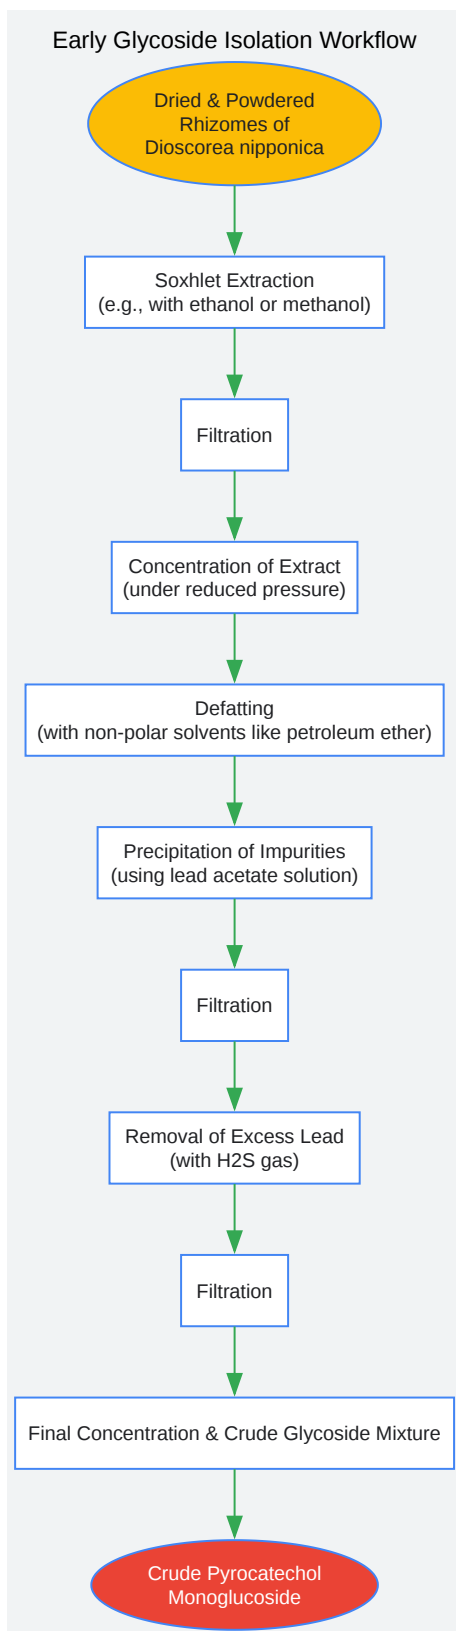 Early Glycoside Isolation Workflow
Dried & Powdered
Rhizomes of
Dioscorea nipponica
Soxhlet Extraction
(e.g., with ethanol or methanol)
Filtration
Concentration of Extract
(under reduced pressure)
Defatting
(with non-polar solvents like petroleum ether)
Precipitation of Impurities
(using lead acetate solution)
Filtration
Removal of Excess Lead
(with H2S gas)
Filtration
Final Concentration & Crude Glycoside Mixture
Crude Pyrocatechol
Monoglucoside